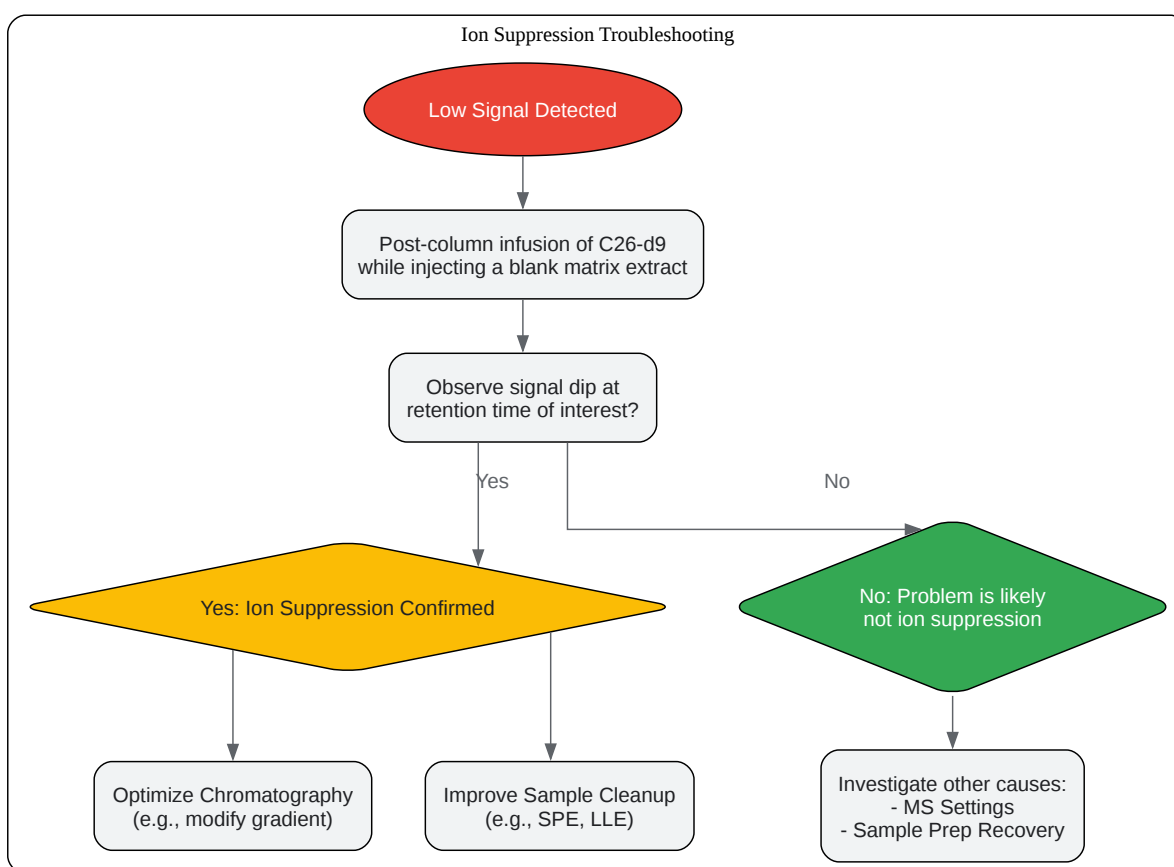 Ion Suppression Troubleshooting
Low Signal Detected
Post-column infusion of C26-d9
while injecting a blank matrix extract
Observe signal dip at
retention time of interest?
Yes
No
Yes: Ion Suppression Confirmed
No: Problem is likely
not ion suppression
Optimize Chromatography
(e.g., modify gradient)
Improve Sample Cleanup
(e.g., SPE, LLE)
Investigate other causes:
- MS Settings
- Sample Prep Recovery